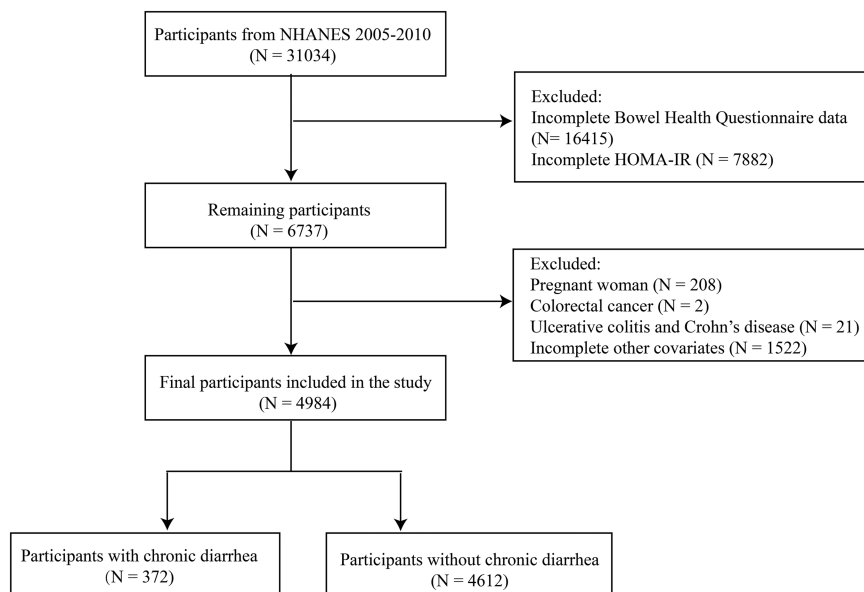 Participants from NHANES 2005-2010
(N = 31034)
Excluded:
Incomplete Bowel Health Questionnaire data
(N= 16415)
Incomplete HOMA-IR (N = 7882)
Remaining participants
(N = 6737)
Excluded:
Pregnant woman (N = 208)
Colorectal cancer (N = 2)
Ulcerative colitis and Crohn’s disease (N = 21)
Incomplete other covariates (N = 1522)
Final participants included in the study
(N = 4984)
Participants with chronic diarrhea
(N = 372)
Participants without chronic diarrhea
(N = 4612)